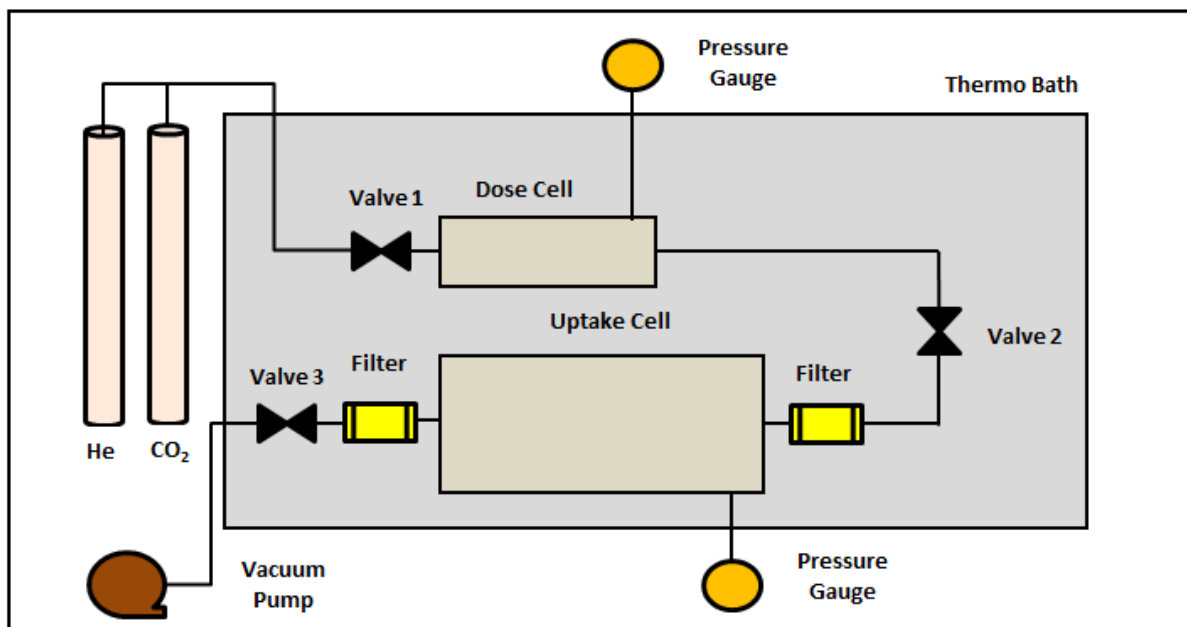 Pressure
Gauge
Thermo Bath
Dose Cell
Valve 1
Uptake Cell
Valve 2
Filter
Filter
Valve 3
He
CO₂
Vacuum
Pump
Pressure
Gauge